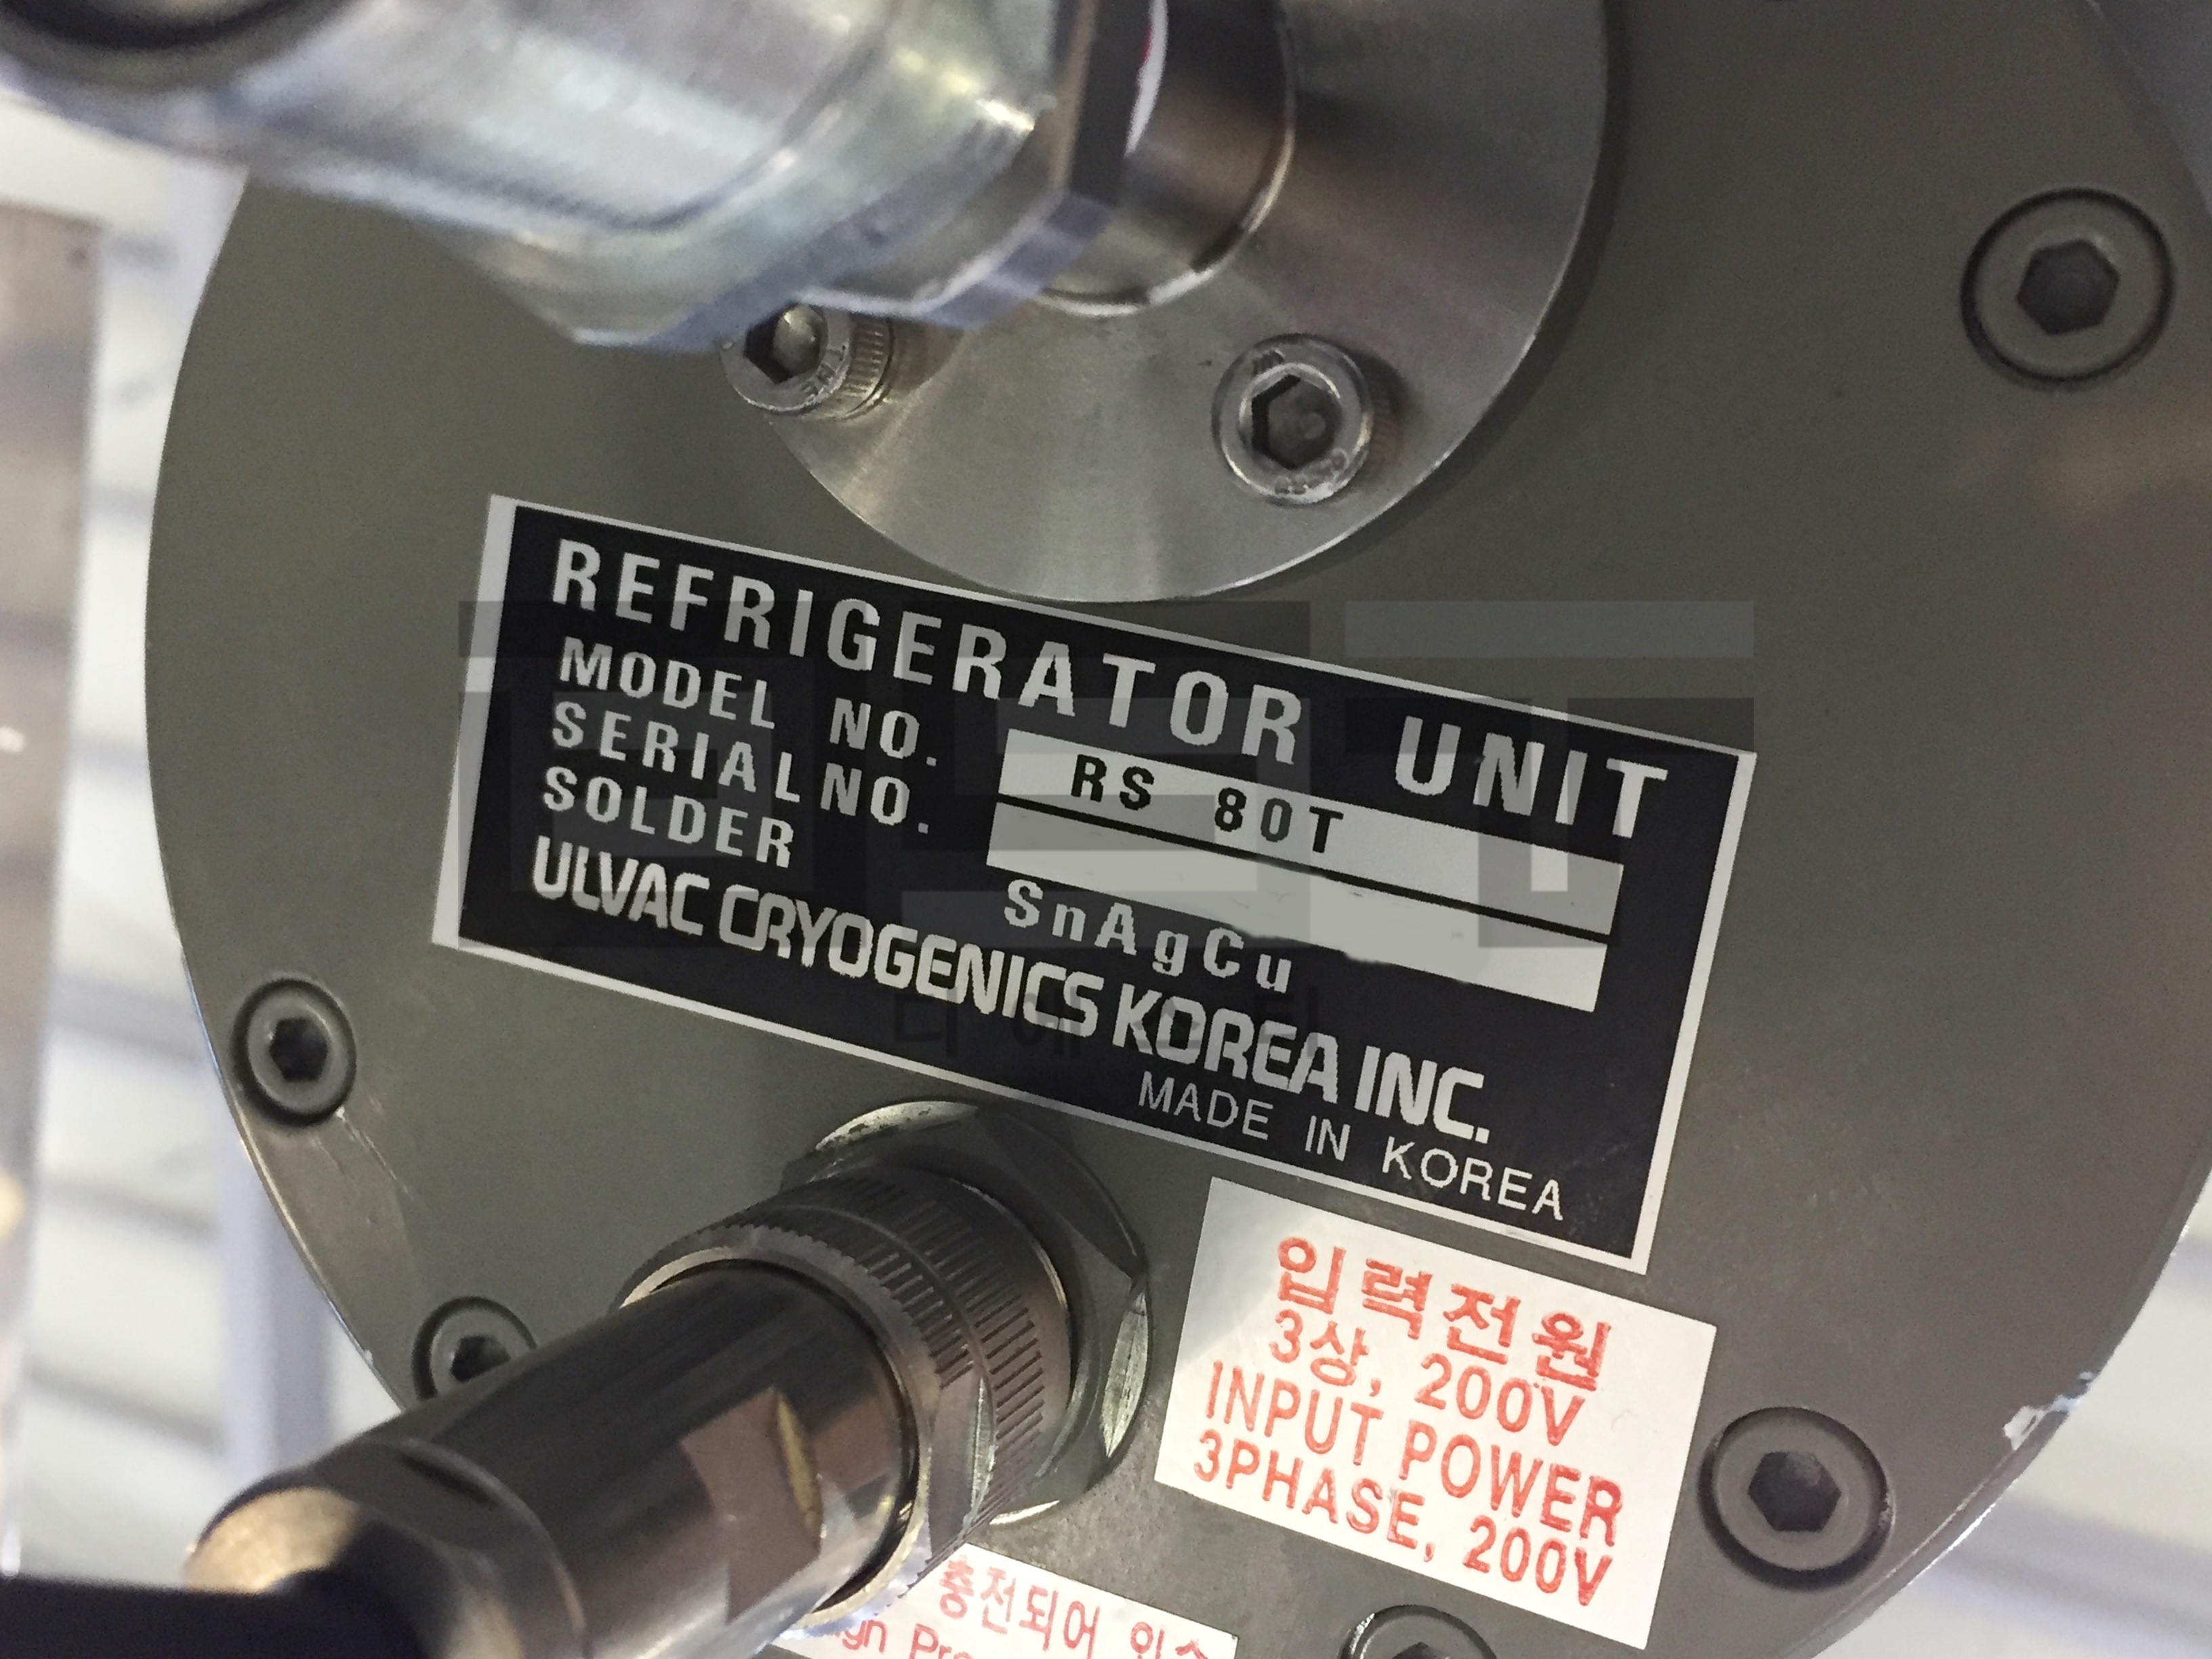 REFRIGERATOR UNIT
MODEL NO. RS 80T
SERIAL NO.
SOLDER SnAgCu
ULVAC CRYOGENICS KOREA INC.
MADE IN KOREA
입력전원
3상, 200V
INPUT POWER
3PHASE, 200V
충전되어